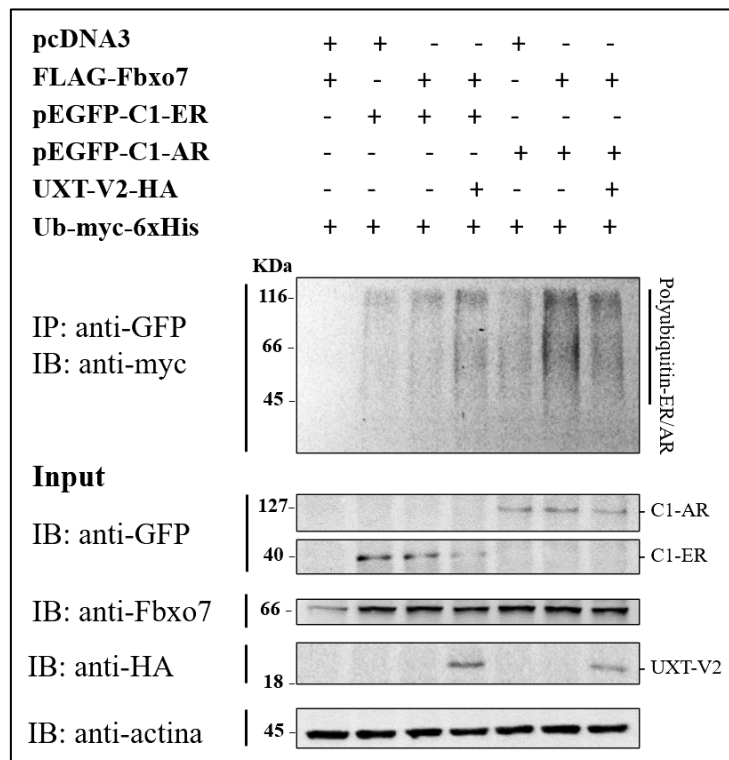 pcDNA3 + + - - + - -
FLAG-Fbxo7 + - + + - + +
pEGFP-C1-ER - + + + - - -
pEGFP-C1-AR - - - - + + +
UXT-V2-HA - - - + - - +
Ub-myc-6xHis + + + + + + +
KDa
116-
IP: anti-GFP
IB: anti-myc
66 -
45 -
Polyubiquitin-ER/AR
Input
IB: anti-GFP
127- - C1-AR
40 - - C1-ER
IB: anti-Fbxo7 66 -
IB: anti-HA - UXT-V2
18 -
IB: anti-actina 45 -